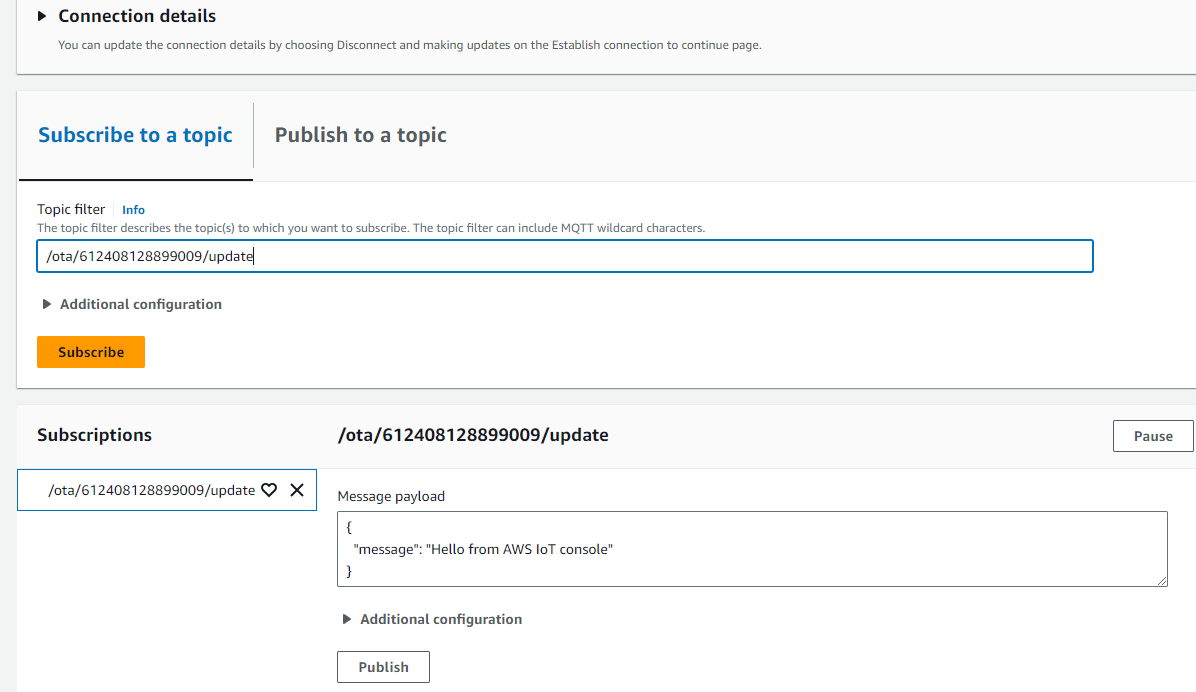 Connection details
You can update the connection details by choosing Disconnect and making updates on the Establish connection to continue page.
Subscribe to a topic
Publish to a topic
Topic filter Info
The topic filter describes the topic(s) to which you want to subscribe. The topic filter can include MQTT wildcard characters.
/ota/612408128899009/update
Additional configuration
Subscribe
Subscriptions
/ota/612408128899009/update
Pause
/ota/612408128899009/update
Message payload
{
"message": "Hello from AWS IoT console"
}
Additional configuration
Publish